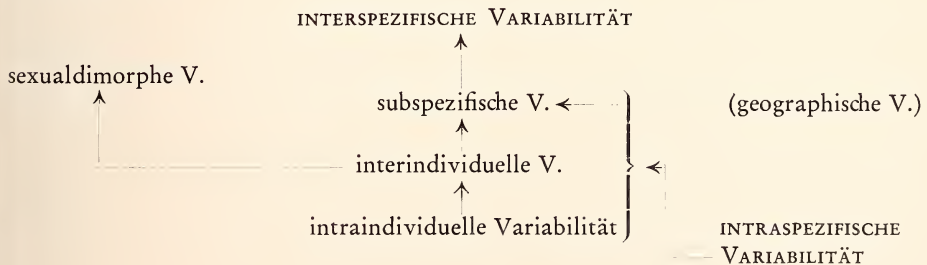 INTERSPEZIFISCHE VARIABILITÄT
sexualdimorphe V.
subspezifische V.
(geographische V.)
interindividuelle V.
intraindividuelle Variabilität
INTRASPEZIFISCHE
VARIABILITÄT